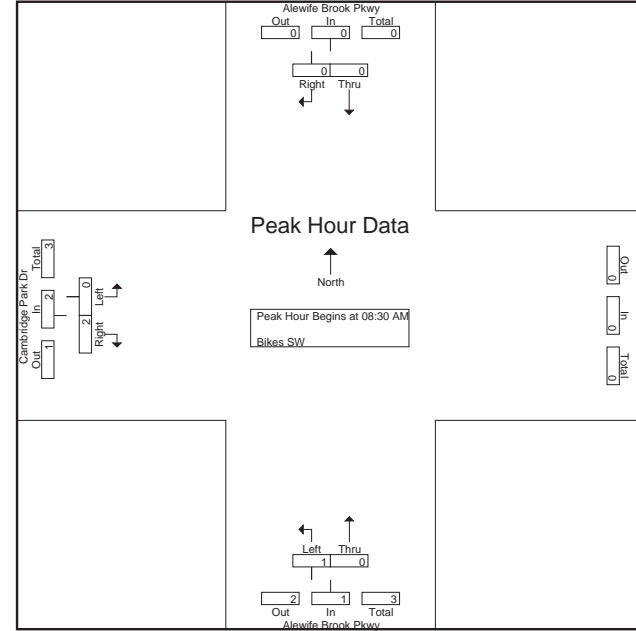 Alewife Brook Pkwy
Out In Total
0 0 0
0 0
Right Thru
Peak Hour Data
North
Peak Hour Begins at 08:30 AM
Bikes SW
Cambridge Park Dr
Out In Total
1 2 3
Right Left
2 0
Out In Total
0 0 0
Left Thru
1 0
2 1 3
Out In Total
Alewife Brook Pkwy